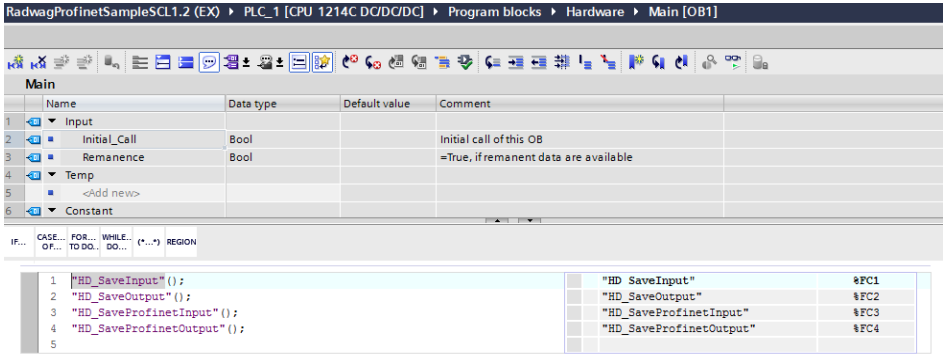 RadwagProfinetSampleSCL1.2 (EX) ▸ PLC_1 [CPU 1214C DC/DC/DC] ▸ Program blocks ▸ Hardware ▸ Main [OB1]
Main
Name Data type Default value Comment
1 Input
2 Initial_Call Bool Initial call of this OB
3 Remanence Bool =True, if remanent data are available
4 Temp
5 <Add new>
6 Constant
IF... CASE... OF... FOR... TO DO.. WHILE.. DO... (*...*) REGION
1 "HD_SaveInput"(); "HD_SaveInput" %FC1
2 "HD_SaveOutput"(); "HD_SaveOutput" %FC2
3 "HD_SaveProfinetInput"(); "HD_SaveProfinetInput" %FC3
4 "HD_SaveProfinetOutput"(); "HD_SaveProfinetOutput" %FC4
5